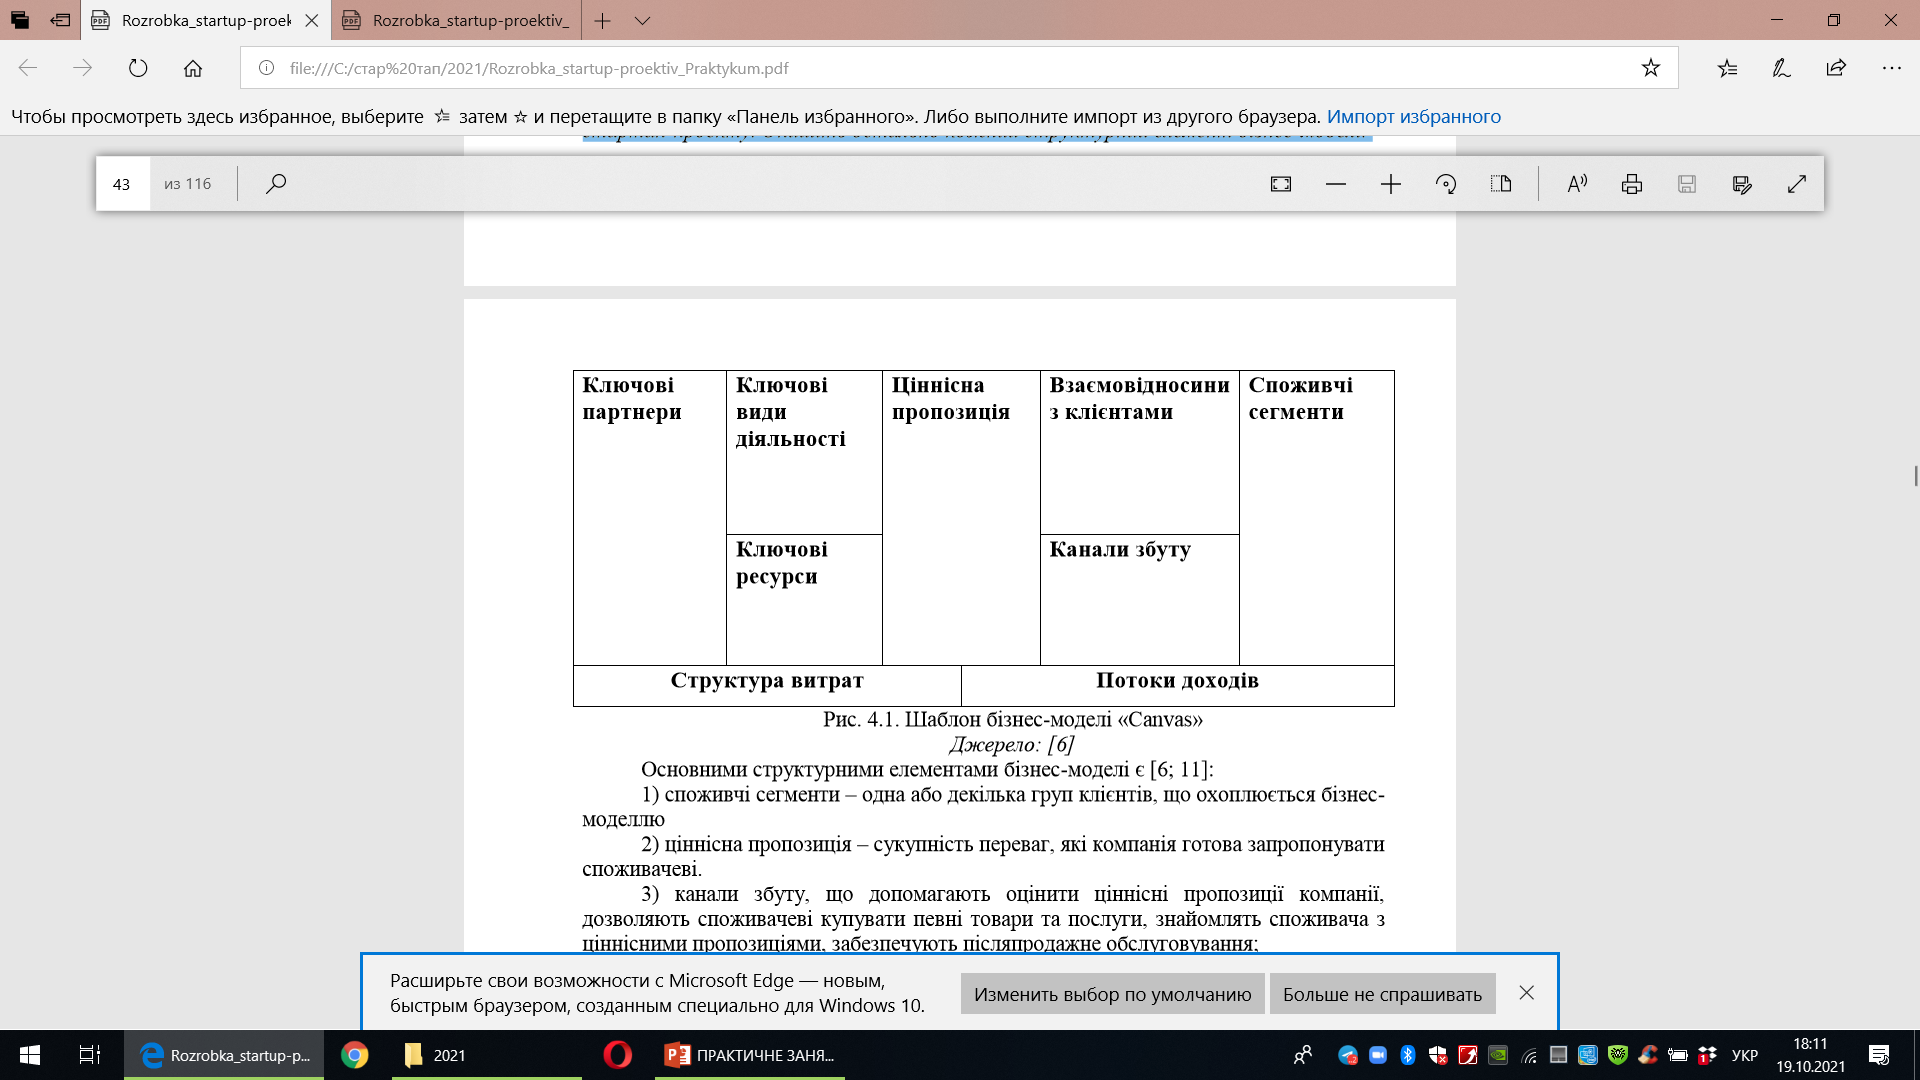 Rozrobka_startup-proek
Rozrobka_startup-proektiv_
file:///C:/стар%20тап/2021/Rozrobka_startup-proektiv_Praktykum.pdf
Чтобы просмотреть здесь избранное, выберите затем ☆ и перетащите в папку «Панель избранного». Либо выполните импорт из другого браузера. Импорт избранного
43 из 116
Ключові партнери
Ключові види діяльності
Ціннісна пропозиція
Взаємовідносини з клієнтами
Споживчі сегменти
Ключові ресурси
Канали збуту
Структура витрат
Потоки доходів
Рис. 4.1. Шаблон бізнес-моделі «Canvas»
Джерело: [6]
Основними структурними елементами бізнес-моделі є [6; 11]:
1) споживчі сегменти – одна або декілька груп клієнтів, що охоплюється бізнес-
моделлю
2) ціннісна пропозиція – сукупність переваг, які компанія готова запропонувати
споживачеві.
3) канали збуту, що допомагають оцінити ціннісні пропозиції компанії,
дозволяють споживачеві купувати певні товари та послуги, знайомлять споживача з
ціннісними пропозиціями, забезпечують післяпродажне обслуговування;
Расширьте свои возможности с Microsoft Edge — новым,
быстрым браузером, созданным специально для Windows 10.
Изменить выбор по умолчанию
Больше не спрашивать
Rozrobka_startup-p...
2021
ПРАКТИЧНЕ ЗАНЯ...
УКР
18:11
19.10.2021